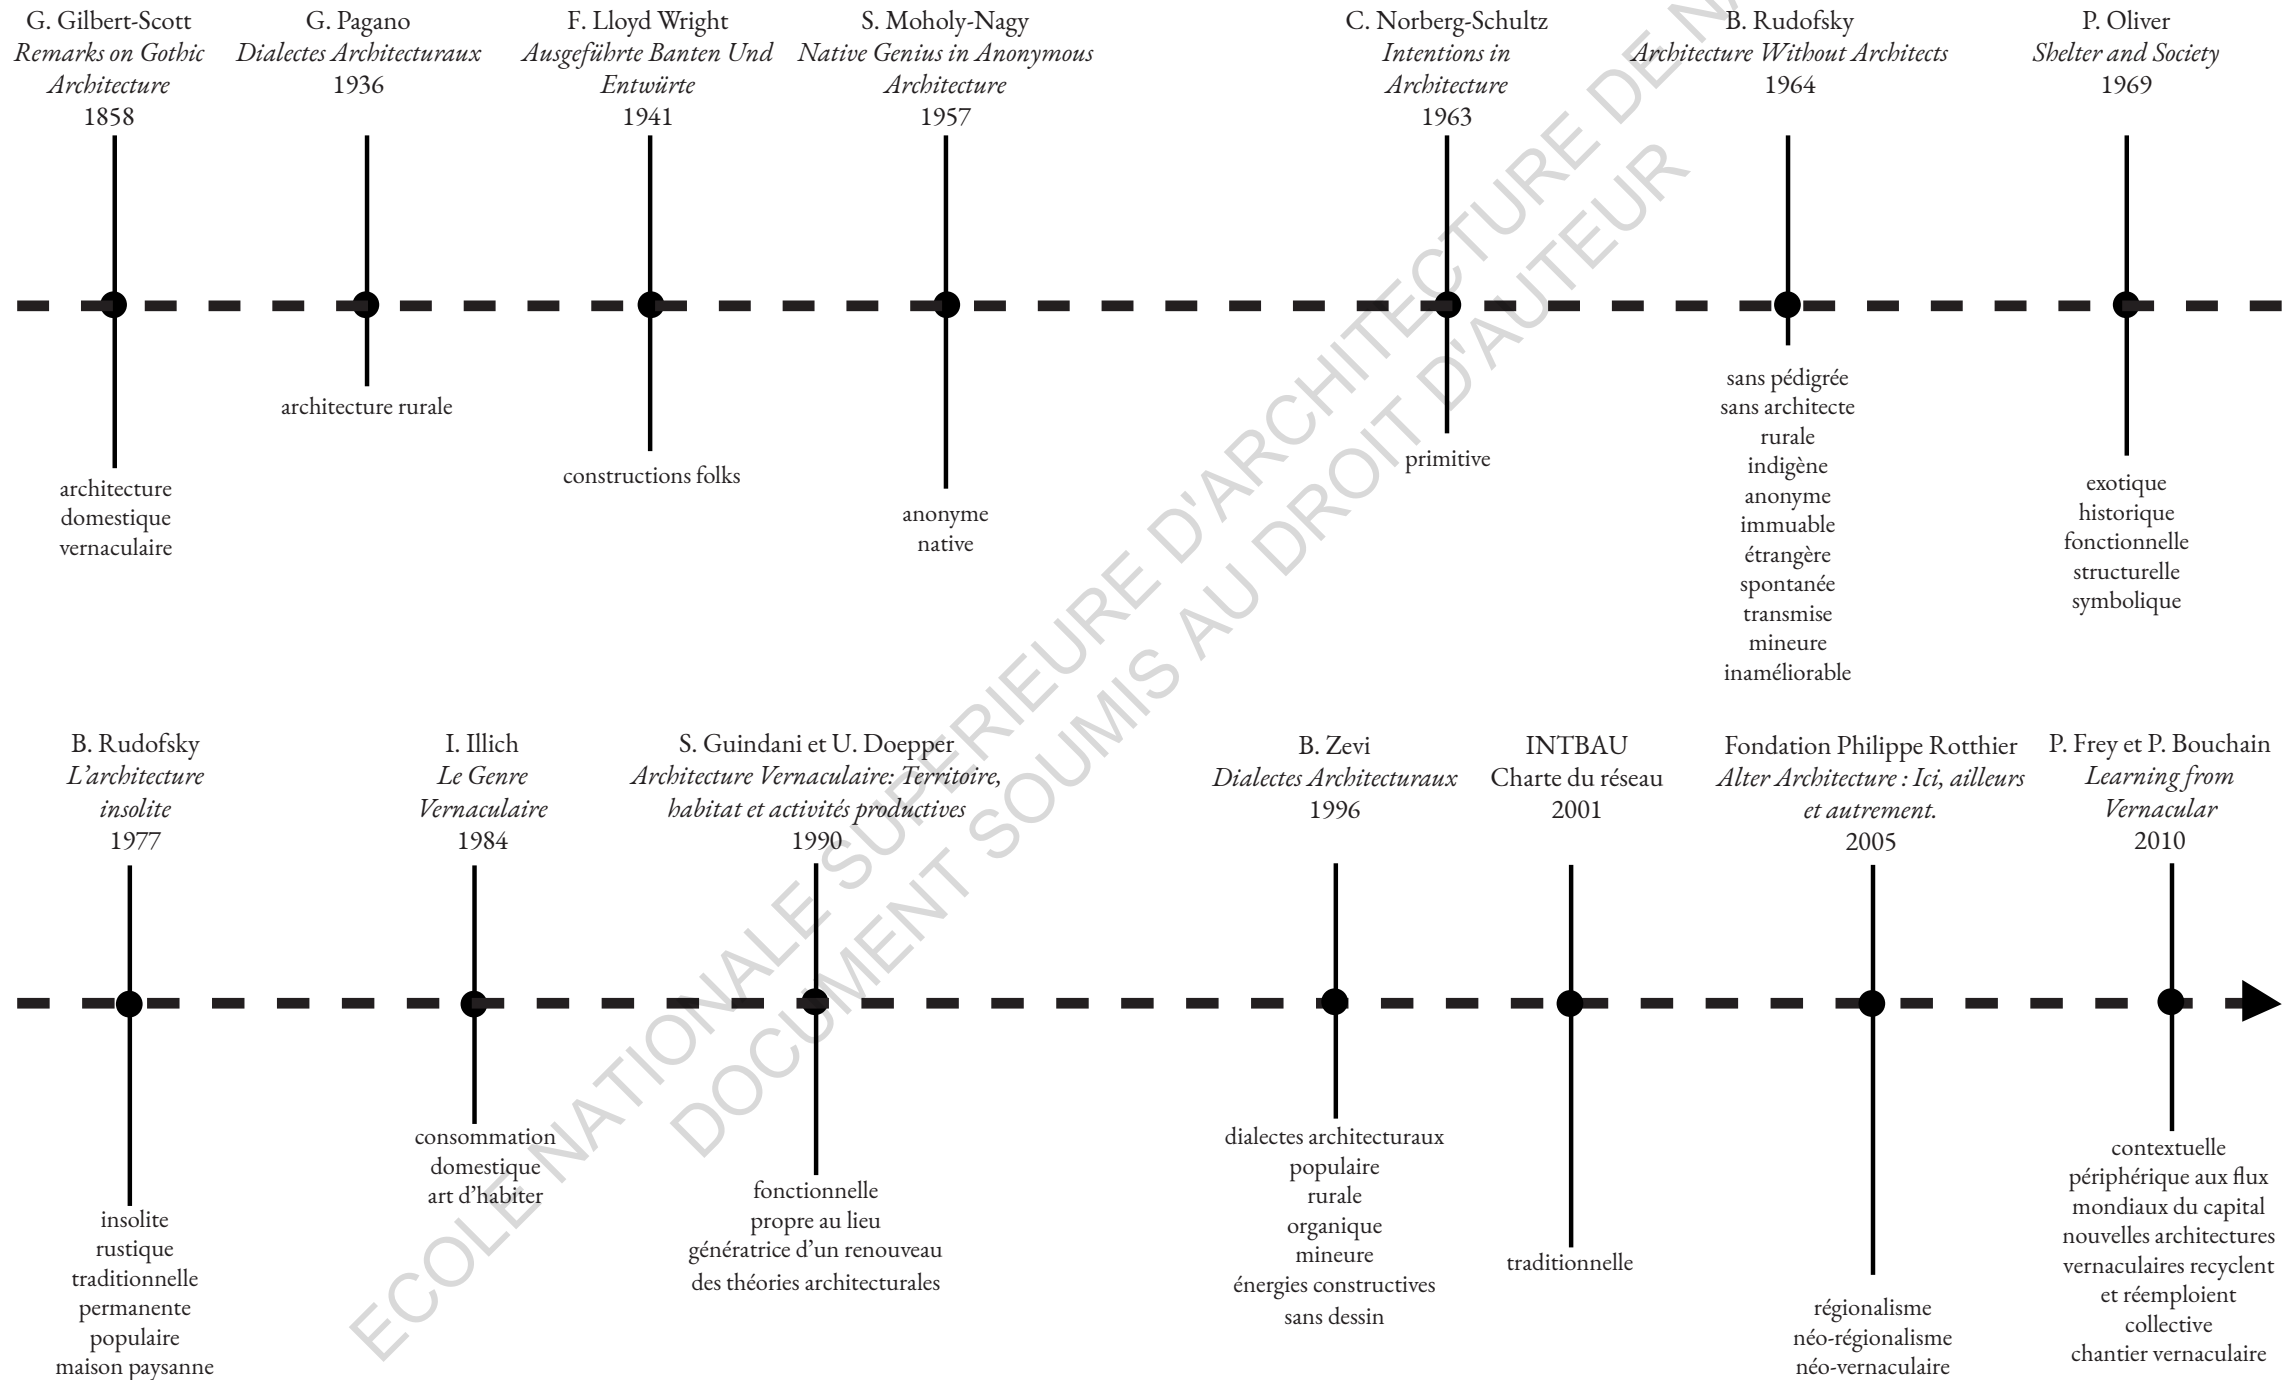 G. Gilbert-Scott
Remarks on Gothic
Architecture
1858
architecture
domestique
vernaculaire
G. Pagano
Dialectes Architecturaux
1936
architecture rurale
F. Lloyd Wright
Ausgeführte Banten Und
Entwürte
1941
constructions folks
S. Moholy-Nagy
Native Genius in Anonymous
Architecture
1957
anonyme
native
C. Norberg-Schultz
Intentions in
Architecture
1963
primitive
B. Rudofsky
Architecture Without Architects
1964
sans pédigrée
sans architecte
rurale
indigène
anonyme
immuable
étrangère
spontanée
transmise
mineure
inaméliorable
P. Oliver
Shelter and Society
1969
exotique
historique
fonctionnelle
structurelle
symbolique
B. Rudofsky
L'architecture
insolite
1977
insolite
rustique
traditionnelle
permanente
populaire
maison paysanne
I. Illich
Le Genre
Vernaculaire
1984
consommation
domestique
art d'habiter
S. Guindani et U. Doepper
Architecture Vernaculaire: Territoire,
habitat et activités productives
1990
fonctionnelle
propre au lieu
génératrice d'un renouveau
des théories architecturales
B. Zevi
Dialectes Architecturaux
1996
dialectes architecturaux
populaire
rurale
organique
mineure
énergies constructives
sans dessin
INTBAU
Charte du réseau
2001
traditionnelle
Fondation Philippe Rotthier
Alter Architecture : Ici, ailleurs
et autrement.
2005
régionalisme
néo-régionalisme
néo-vernaculaire
P. Frey et P. Bouchain
Learning from
Vernacular
2010
contextuelle
périphérique aux flux
mondiaux du capital
nouvelles architectures
vernaculaires recyclent
et réemploient
collective
chantier vernaculaire
ECOLE NATIONALE SUPERIEURE D'ARCHITECTURE DE
DOCUMENT SOUMIS AU DROIT D'AUTEUR